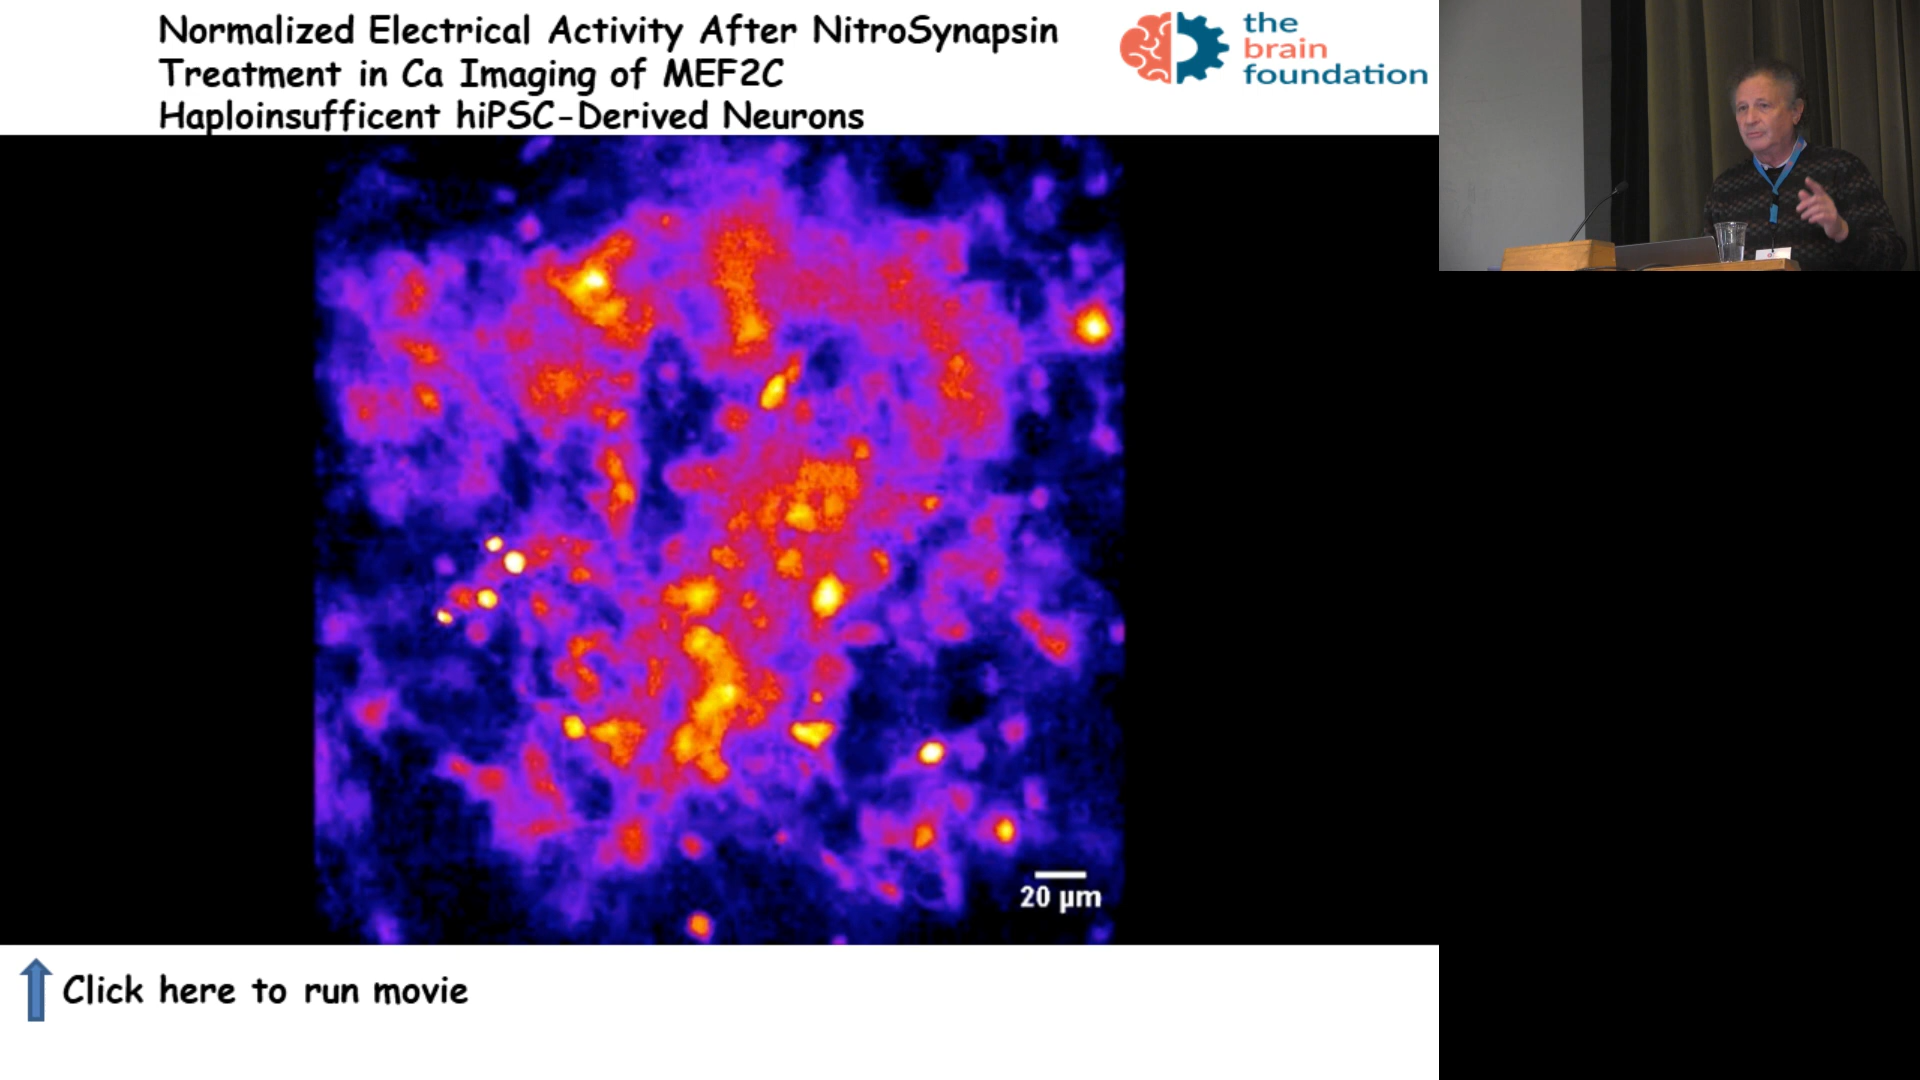 Normalized Electrical Activity After NitroSynapsin
Treatment in Ca Imaging of MEF2C
Haploinsufficent hiPSC-Derived Neurons
the
brain
foundation
20 µm
Click here to run movie